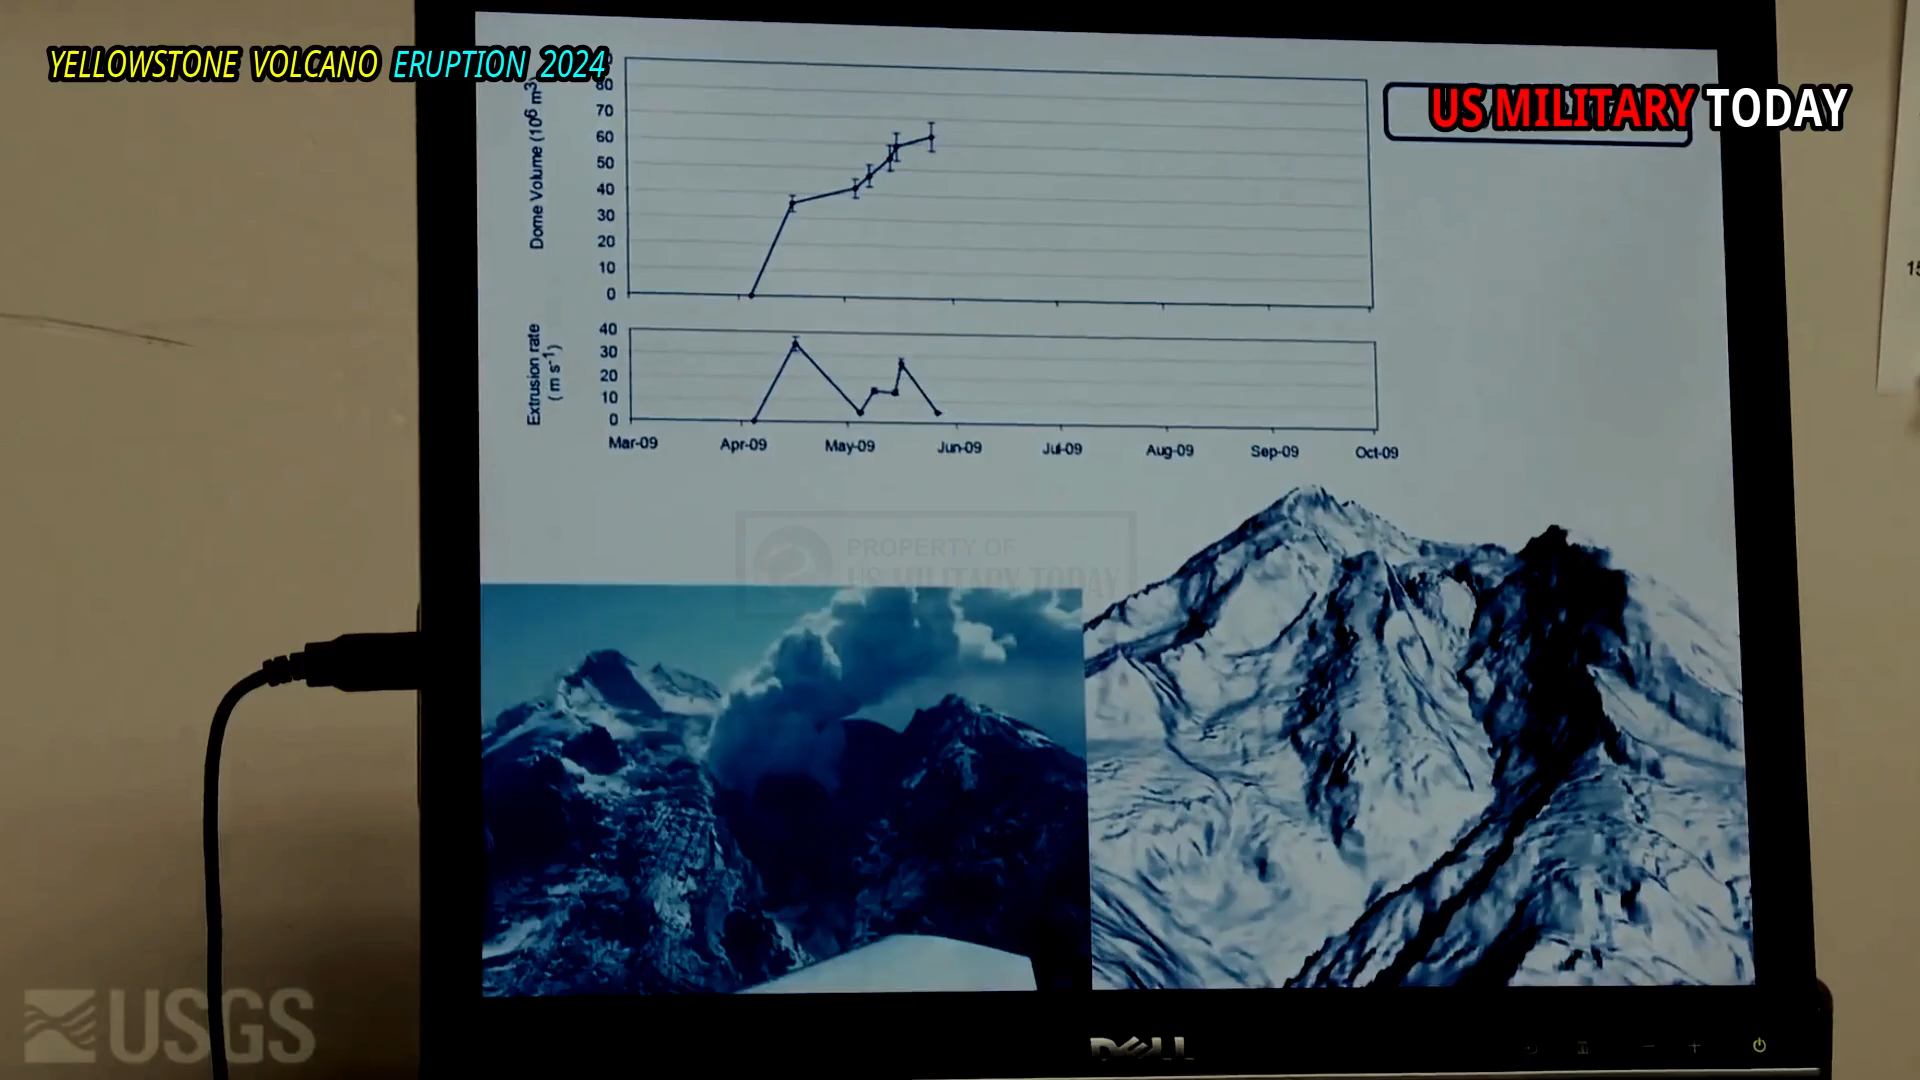 YELLOWSTONE VOLCANO ERUPTION 2024
US MILITARY TODAY
Dome Volume (10⁶ m³)
80
70
60
50
40
30
20
10
0
Extrusion rate
(m s⁻¹)
40
30
20
10
0
Mar-09 Apr-09 May-09 Jun-09 Jul-09 Aug-09 Sep-09 Oct-09
PROPERTY OF
US MILITARY TODAY
USGS
DELL